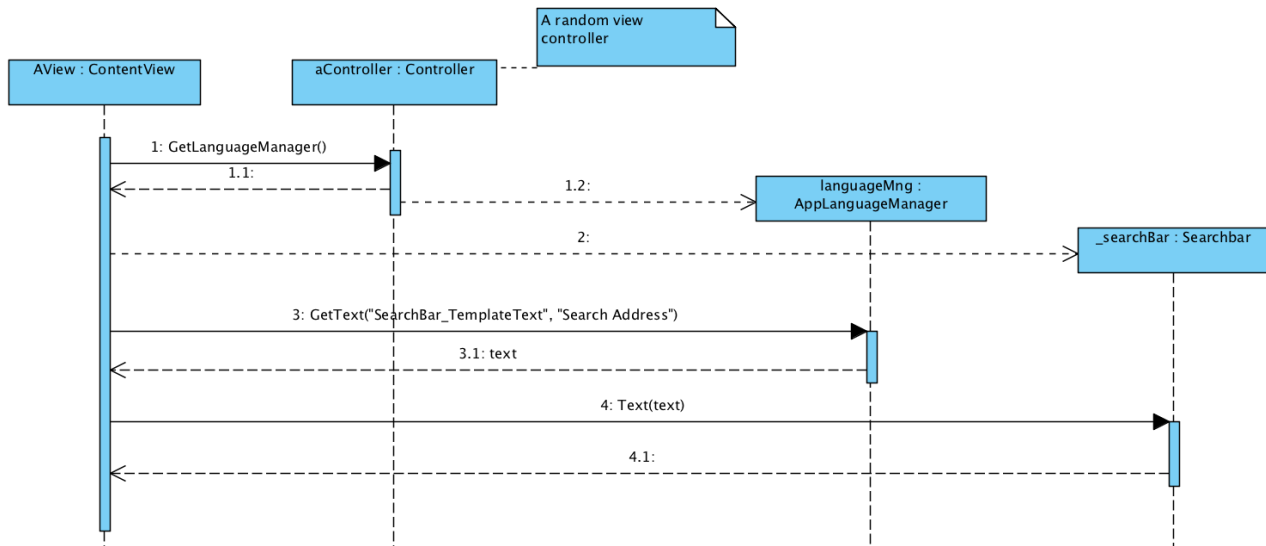 A random view
controller
AView : ContentView
aController : Controller
1: GetLanguageManager()
1.1:
1.2:
languageMng :
AppLanguageManager
2:
_searchBar : Searchbar
3: GetText("SearchBar_TemplateText", "Search Address")
3.1: text
4: Text(text)
4.1: